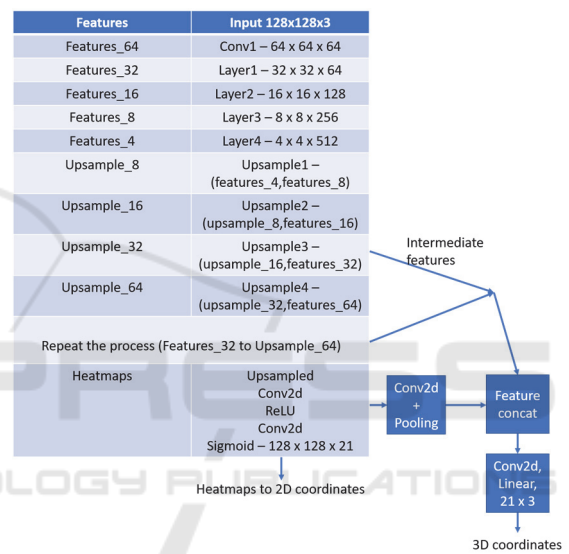 Features Input 128x128x3
Features_64 Conv1 – 64 x 64 x 64
Features_32 Layer1 – 32 x 32 x 64
Features_16 Layer2 – 16 x 16 x 128
Features_8 Layer3 – 8 x 8 x 256
Features_4 Layer4 – 4 x 4 x 512
Upsample_8 Upsample1 –
(features_4,features_8)
Upsample_16 Upsample2 –
(upsample_8,features_16)
Upsample_32 Upsample3 –
(upsample_16,features_32)
Upsample_64 Upsample4 –
(upsample_32,features_64)
Intermediate
features
Repeat the process (Features_32 to Upsample_64)
Heatmaps Upsampled
Conv2d
ReLU
Conv2d
Sigmoid – 128 x 128 x 21
Conv2d
+
Pooling
Feature
concat
Conv2d,
Linear,
21 x 3
Heatmaps to 2D coordinates
3D coordinates
PRESS
OLOGY PUBLICATIONS